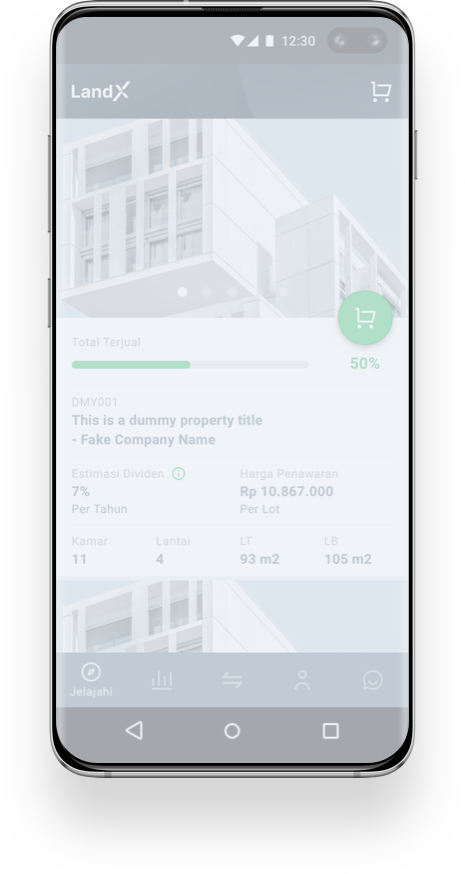 12:30
LandX
Total Terjual
50%
DMY001
This is a dummy property title
- Fake Company Name
Estimasi Dividen
Harga Penawaran
7%
Rp 10.867.000
Per Tahun
Per Lot
Kamar
Lantai
LT
LB
11
4
93 m2
105 m2
Jelajahi